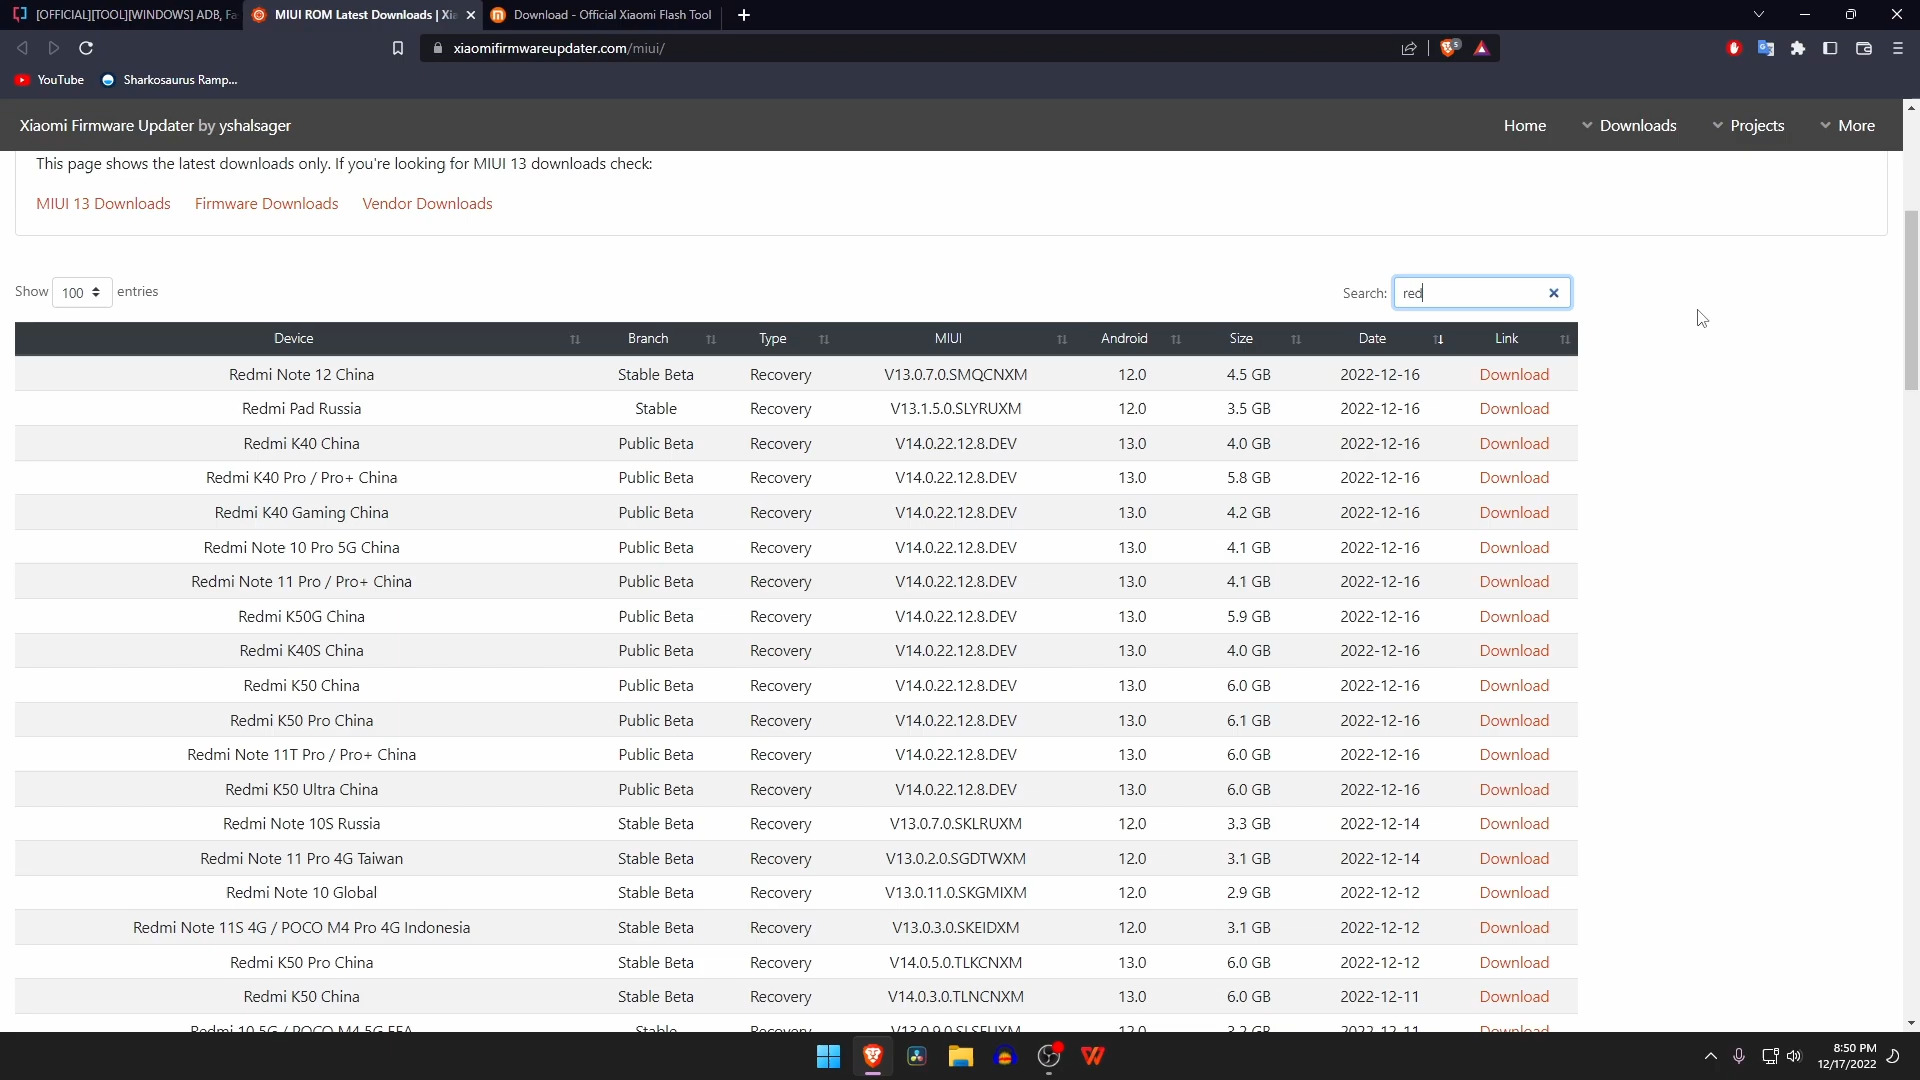 [OFFICIAL][TOOL][WINDOWS] ADB, Fa
MIUI ROM Latest Downloads | Xia
Download - Official Xiaomi Flash Tool
xiaomifirmwareupdater.com/miui/
5
YouTube
Sharkosaurus Ramp...
Xiaomi Firmware Updater by yshalsager
Home
Downloads
Projects
More
This page shows the latest downloads only. If you're looking for MIUI 13 downloads check:
MIUI 13 Downloads Firmware Downloads Vendor Downloads
Show 100 entries
Search: red
Device Branch Type MIUI Android Size Date Link
Redmi Note 12 China Stable Beta Recovery V13.0.7.0.SMQCNXM 12.0 4.5 GB 2022-12-16 Download
Redmi Pad Russia Stable Recovery V13.1.5.0.SLYRUXM 12.0 3.5 GB 2022-12-16 Download
Redmi K40 China Public Beta Recovery V14.0.22.12.8.DEV 13.0 4.0 GB 2022-12-16 Download
Redmi K40 Pro / Pro+ China Public Beta Recovery V14.0.22.12.8.DEV 13.0 5.8 GB 2022-12-16 Download
Redmi K40 Gaming China Public Beta Recovery V14.0.22.12.8.DEV 13.0 4.2 GB 2022-12-16 Download
Redmi Note 10 Pro 5G China Public Beta Recovery V14.0.22.12.8.DEV 13.0 4.1 GB 2022-12-16 Download
Redmi Note 11 Pro / Pro+ China Public Beta Recovery V14.0.22.12.8.DEV 13.0 4.1 GB 2022-12-16 Download
Redmi K50G China Public Beta Recovery V14.0.22.12.8.DEV 13.0 5.9 GB 2022-12-16 Download
Redmi K40S China Public Beta Recovery V14.0.22.12.8.DEV 13.0 4.0 GB 2022-12-16 Download
Redmi K50 China Public Beta Recovery V14.0.22.12.8.DEV 13.0 6.0 GB 2022-12-16 Download
Redmi K50 Pro China Public Beta Recovery V14.0.22.12.8.DEV 13.0 6.1 GB 2022-12-16 Download
Redmi Note 11T Pro / Pro+ China Public Beta Recovery V14.0.22.12.8.DEV 13.0 6.0 GB 2022-12-16 Download
Redmi K50 Ultra China Public Beta Recovery V14.0.22.12.8.DEV 13.0 6.0 GB 2022-12-16 Download
Redmi Note 10S Russia Stable Beta Recovery V13.0.7.0.SKLRUXM 12.0 3.3 GB 2022-12-14 Download
Redmi Note 11 Pro 4G Taiwan Stable Beta Recovery V13.0.2.0.SGDTWXM 12.0 3.1 GB 2022-12-14 Download
Redmi Note 10 Global Stable Beta Recovery V13.0.11.0.SKGMIXM 12.0 2.9 GB 2022-12-12 Download
Redmi Note 11S 4G / POCO M4 Pro 4G Indonesia Stable Beta Recovery V13.0.3.0.SKEIDXM 12.0 3.1 GB 2022-12-12 Download
Redmi K50 Pro China Stable Beta Recovery V14.0.5.0.TLKCNXM 13.0 6.0 GB 2022-12-12 Download
Redmi K50 China Stable Beta Recovery V14.0.3.0.TLNCNXM 13.0 6.0 GB 2022-12-11 Download
Redmi 10 5G / POCO M4 5G EEA Stable Recovery V13.0.9.0.SLSEUXM 12.0 3.2 GB 2022-12-11 Download
8:50 PM
12/17/2022